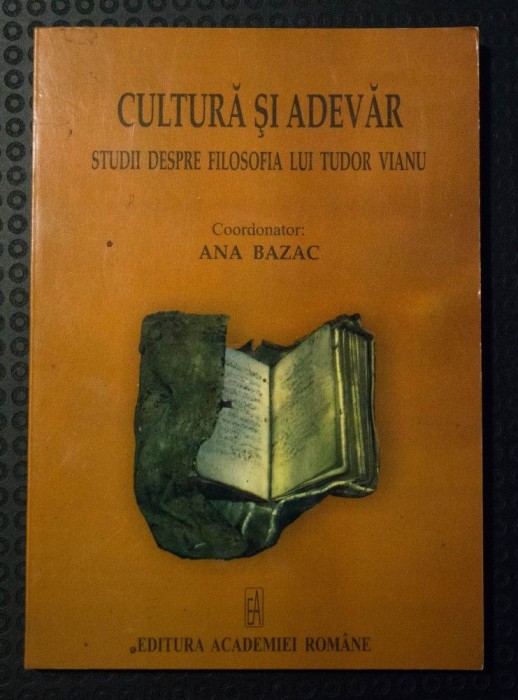 CULTURĂ ŞI ADEVĂR
STUDII DESPRE FILOSOFIA LUI TUDOR VIANU
Coordonator:
ANA BAZAC
EA
EDITURA ACADEMIEI ROMÂNE